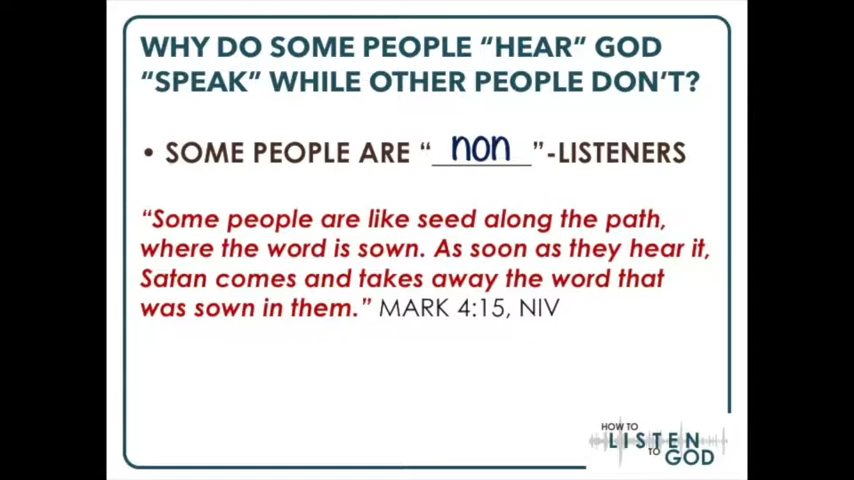 WHY DO SOME PEOPLE “HEAR” GOD
“SPEAK” WHILE OTHER PEOPLE DON’T?
• SOME PEOPLE ARE “__non__”-LISTENERS
“Some people are like seed along the path,
where the word is sown. As soon as they hear it,
Satan comes and takes away the word that
was sown in them.” MARK 4:15, NIV
HOW TO
LISTEN
TO GOD